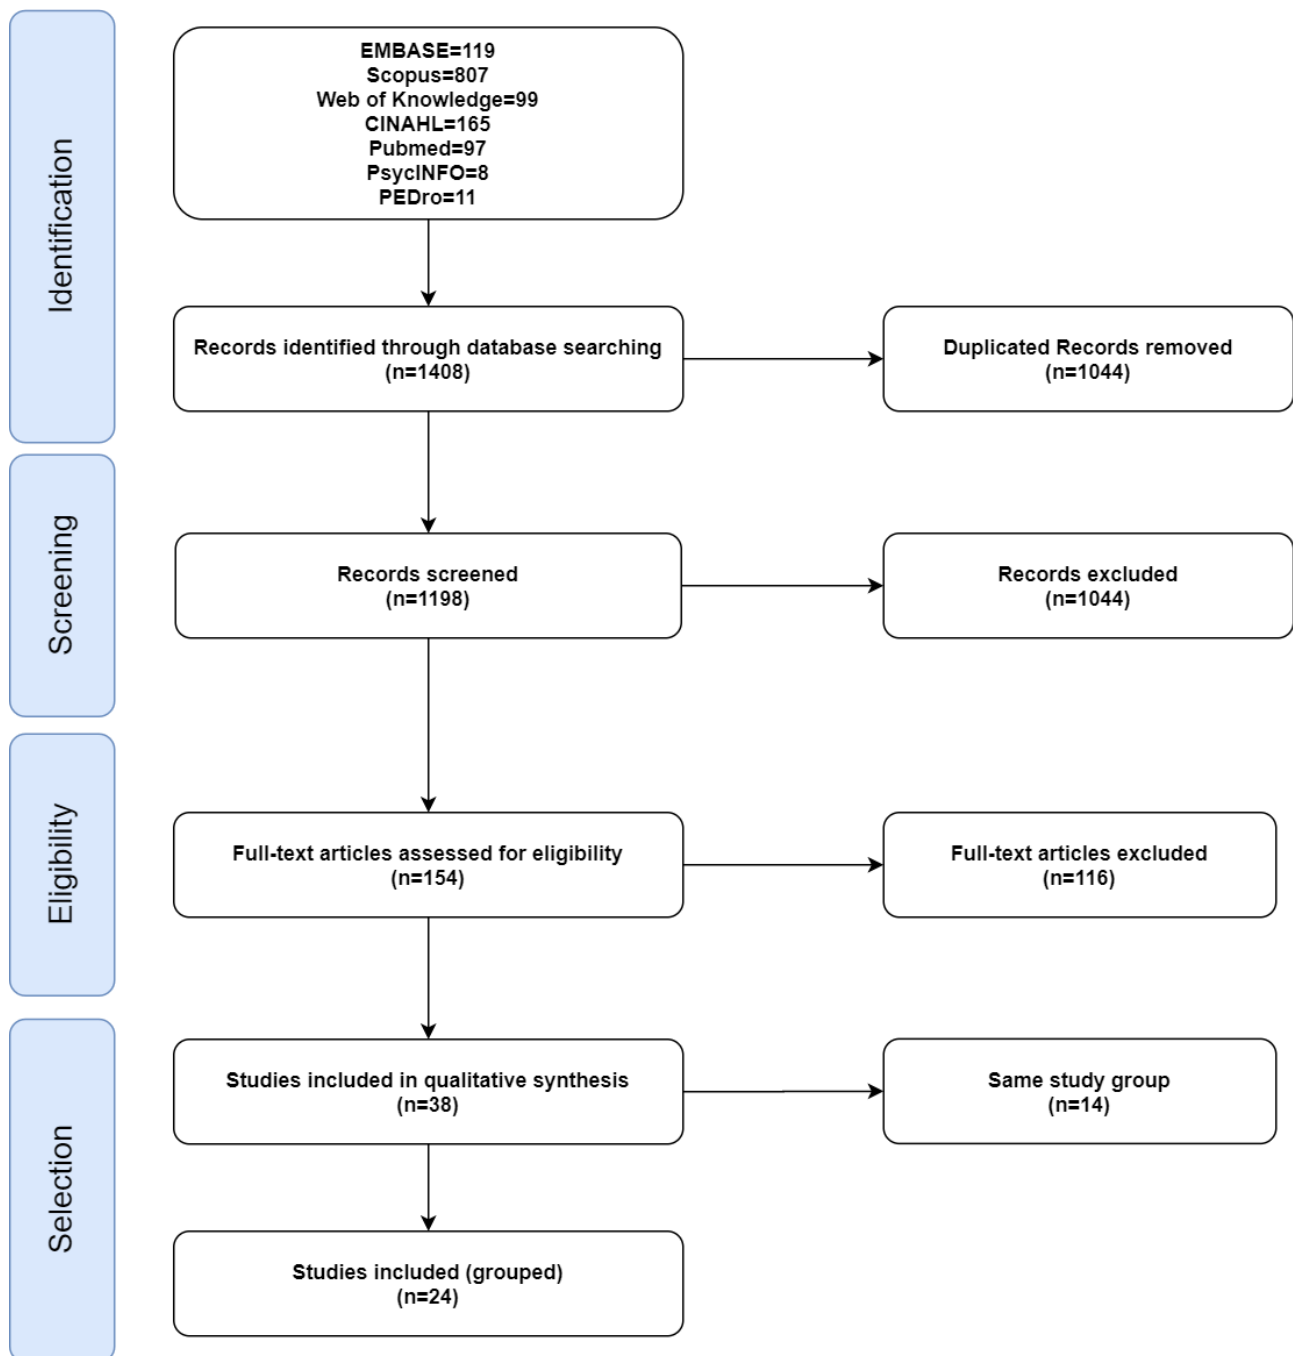 Identification
EMBASE=119
Scopus=807
Web of Knowledge=99
CINAHL=165
Pubmed=97
PsycINFO=8
PEDro=11
Records identified through database searching
(n=1408)
Duplicated Records removed
(n=1044)
Screening
Records screened
(n=1198)
Records excluded
(n=1044)
Eligibility
Full-text articles assessed for eligibility
(n=154)
Full-text articles excluded
(n=116)
Selection
Studies included in qualitative synthesis
(n=38)
Same study group
(n=14)
Studies included (grouped)
(n=24)